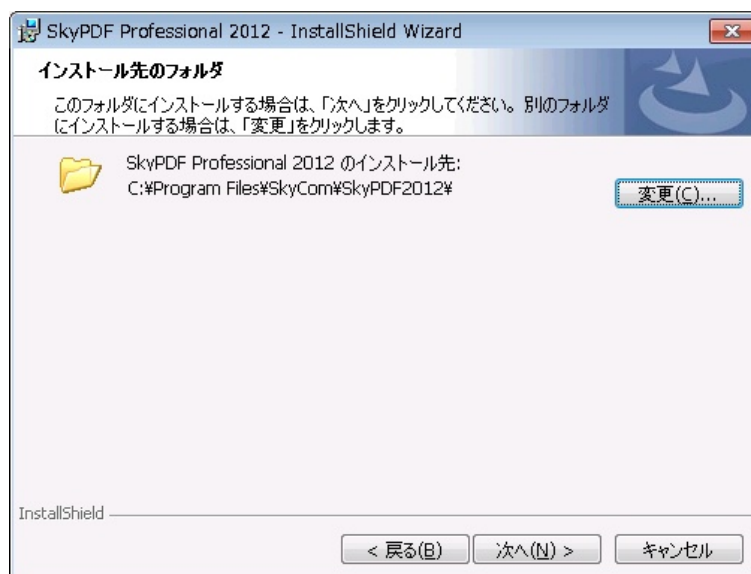 SkyPDF Professional 2012 - InstallShield Wizard
インストール先のフォルダ
このフォルダにインストールする場合は、「次へ」をクリックしてください。別のフォルダ
にインストールする場合は、「変更」をクリックします。
SkyPDF Professional 2012 のインストール先:
C:¥Program Files¥SkyCom¥SkyPDF2012¥
変更(C)...
InstallShield
< 戻る(B)
次へ(N) >
キャンセル